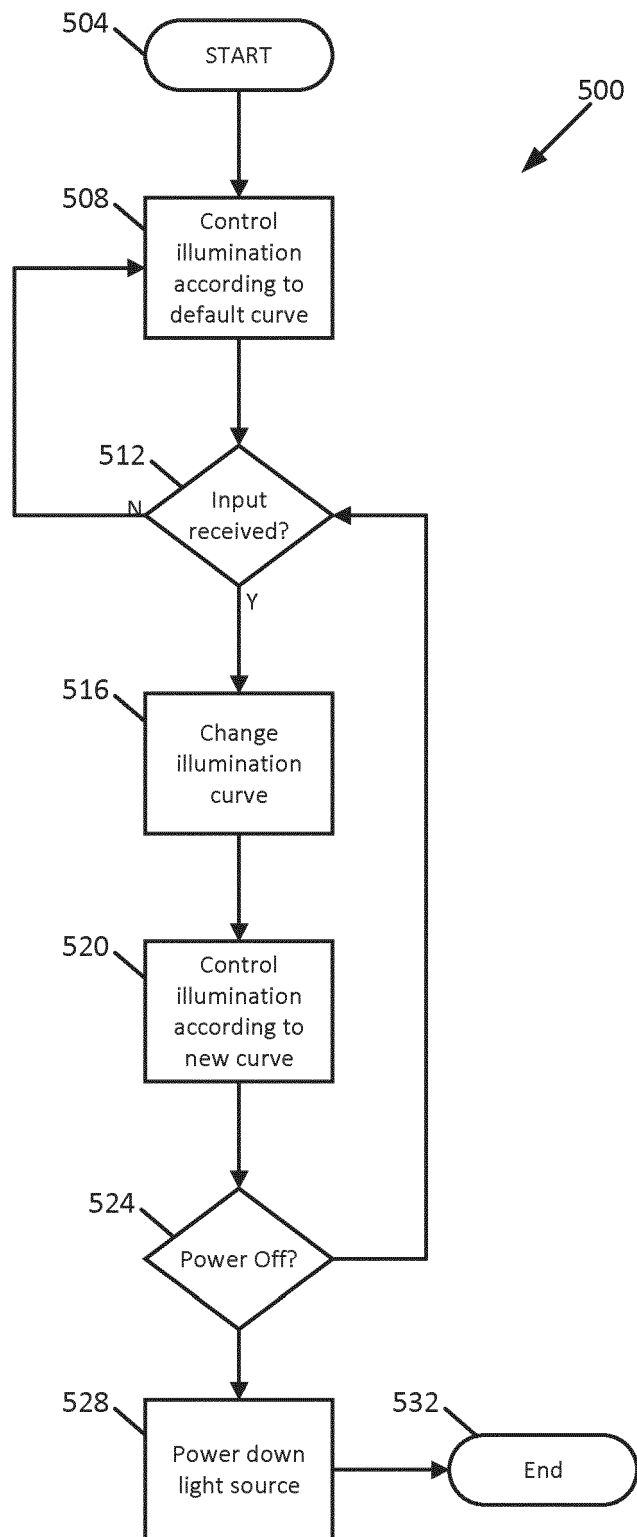 504
START
500
508
Control
illumination
according to
default curve
512
N
Input
received?
Y
516
Change
illumination
curve
520
Control
illumination
according to
new curve
524
Power Off?
528
Power down
light source
532
End